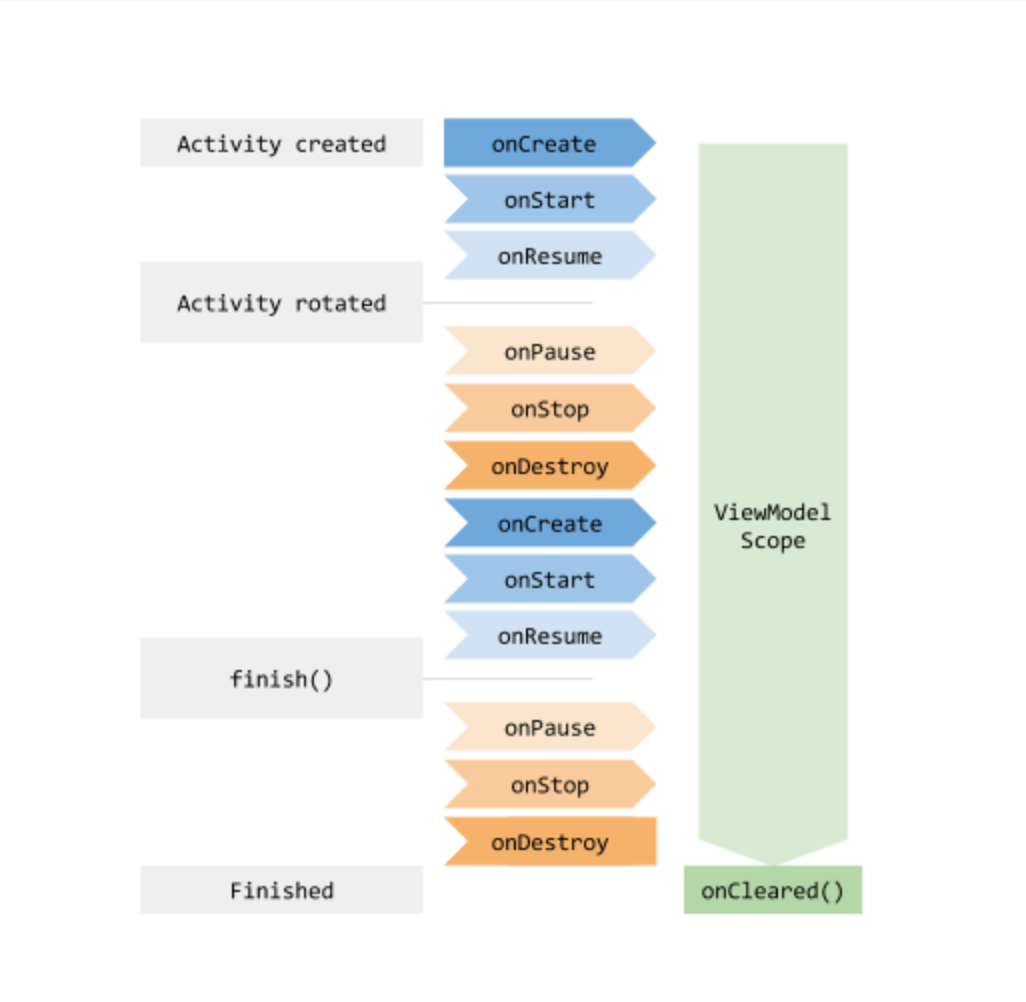 Activity created
onCreate
onStart
onResume
Activity rotated
onPause
onStop
onDestroy
onCreate
onStart
onResume
finish()
onPause
onStop
onDestroy
Finished
ViewModel
Scope
onCleared()